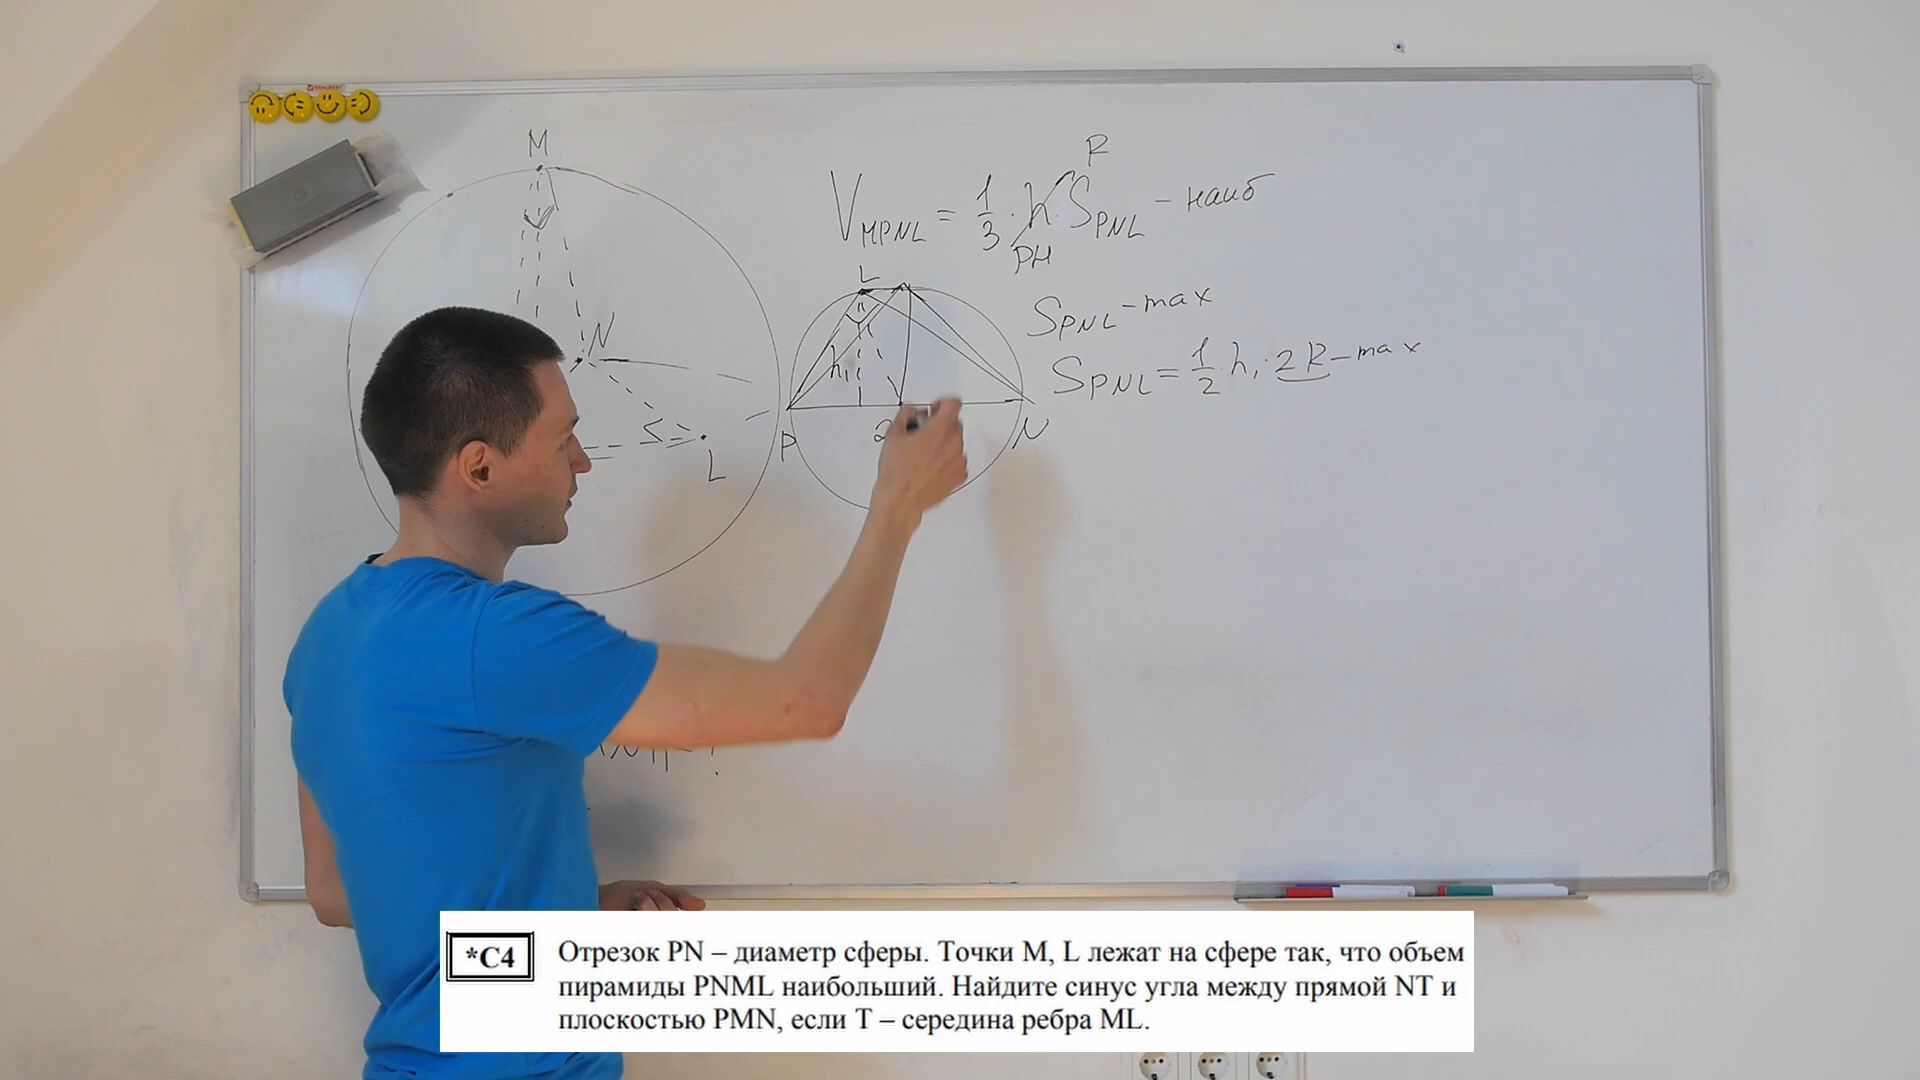 M
N
L
V_MPNL = 1/3 · h · S_PNL - наиб
R
PH
L
h₁
P
2
N
S_PNL - max
S_PNL = 1/2 · h₁ · 2R - max
*С4
Отрезок PN – диаметр сферы. Точки M, L лежат на сфере так, что объем
пирамиды PNML наибольший. Найдите синус угла между прямой NT и
плоскостью PMN, если T – середина ребра ML.